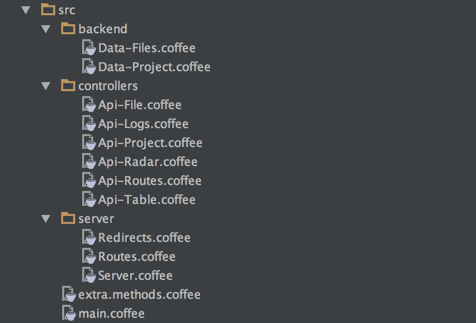 src
backend
Data-Files.coffee
Data-Project.coffee
controllers
Api-File.coffee
Api-Logs.coffee
Api-Project.coffee
Api-Radar.coffee
Api-Routes.coffee
Api-Table.coffee
server
Redirects.coffee
Routes.coffee
Server.coffee
extra.methods.coffee
main.coffee